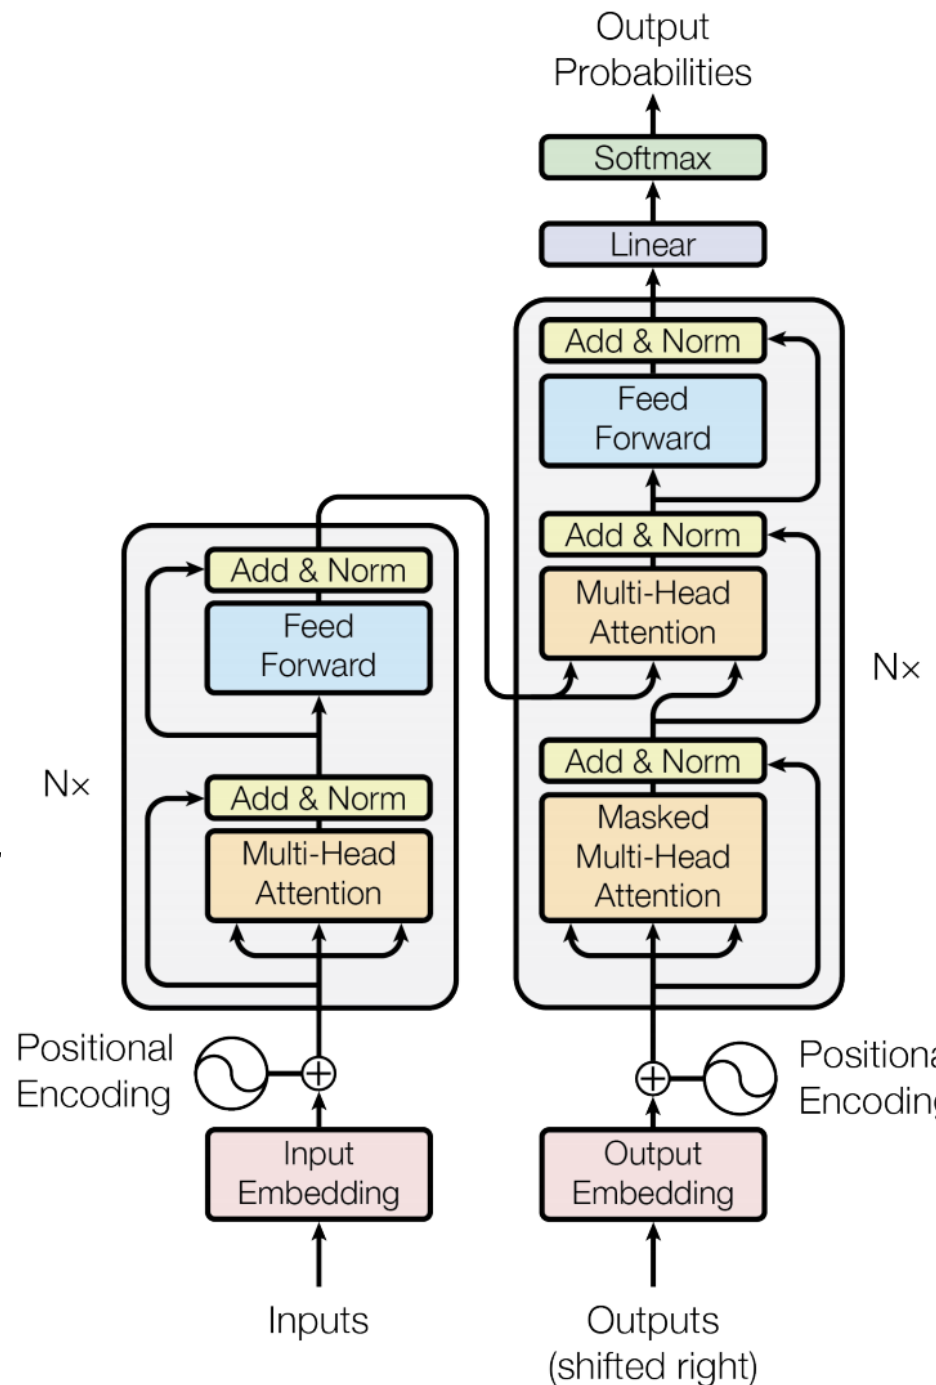 Output
Probabilities
Softmax
Linear
Add & Norm
Feed
Forward
Add & Norm
Multi-Head
Attention
Add & Norm
Masked
Multi-Head
Attention
Nx
Add & Norm
Feed
Forward
Add & Norm
Multi-Head
Attention
Nx
Positional
Encoding
Positiona
Encoding
Input
Embedding
Output
Embedding
Inputs
Outputs
(shifted right)